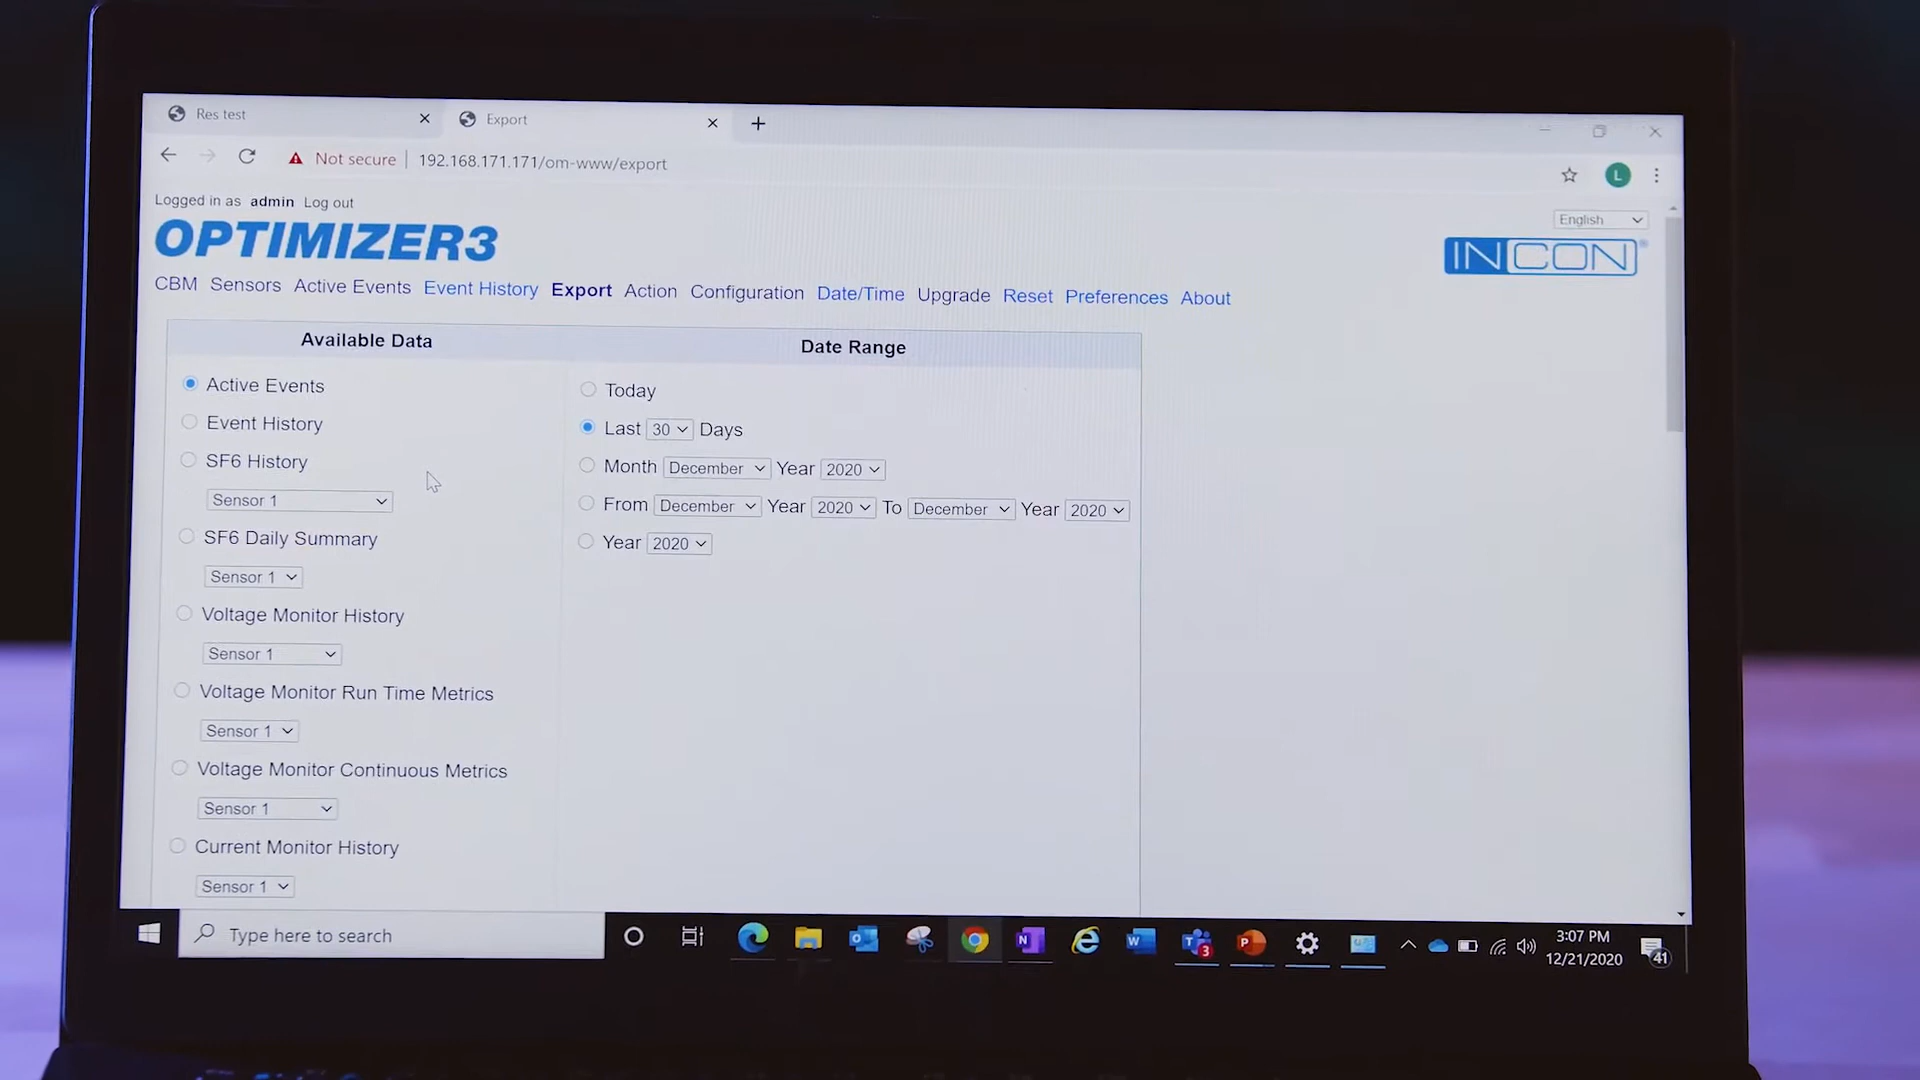 Res test
Export
Not secure
192.168.171.171/om-www/export
L
Logged in as admin Log out
English
OPTIMIZER3
INCON®
CBM Sensors Active Events Event History Export Action Configuration Date/Time Upgrade Reset Preferences About
Available Data
Date Range
Active Events
Today
Event History
Last 30 Days
SF6 History
Month December Year 2020
Sensor 1
From December Year 2020 To December Year 2020
SF6 Daily Summary
Year 2020
Sensor 1
Voltage Monitor History
Sensor 1
Voltage Monitor Run Time Metrics
Sensor 1
Voltage Monitor Continuous Metrics
Sensor 1
Current Monitor History
Sensor 1
Type here to search
N
W
3
P
3:07 PM
12/21/2020
41